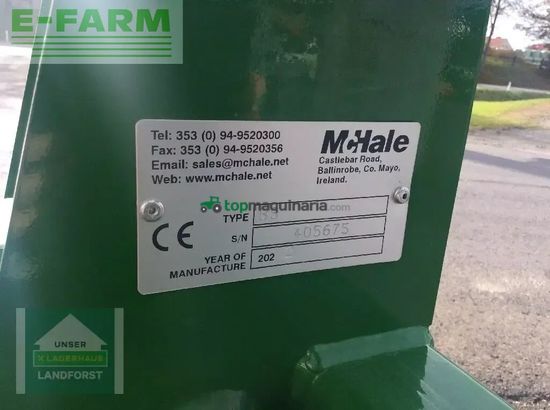 E-FARM
Tel: 353 (0) 94-9520300
Fax: 353 (0) 94-9520356
Email: sales@mchale.net
Web: www.mchale.net
McHale
Castlebar Road,
Ballinrobe, Co. Mayo,
Ireland.
topmaquinaria.com
CE
TYPE
S/N 405675
YEAR OF
MANUFACTURE 202
UNSER
X LAGERHAUS
LANDFORST